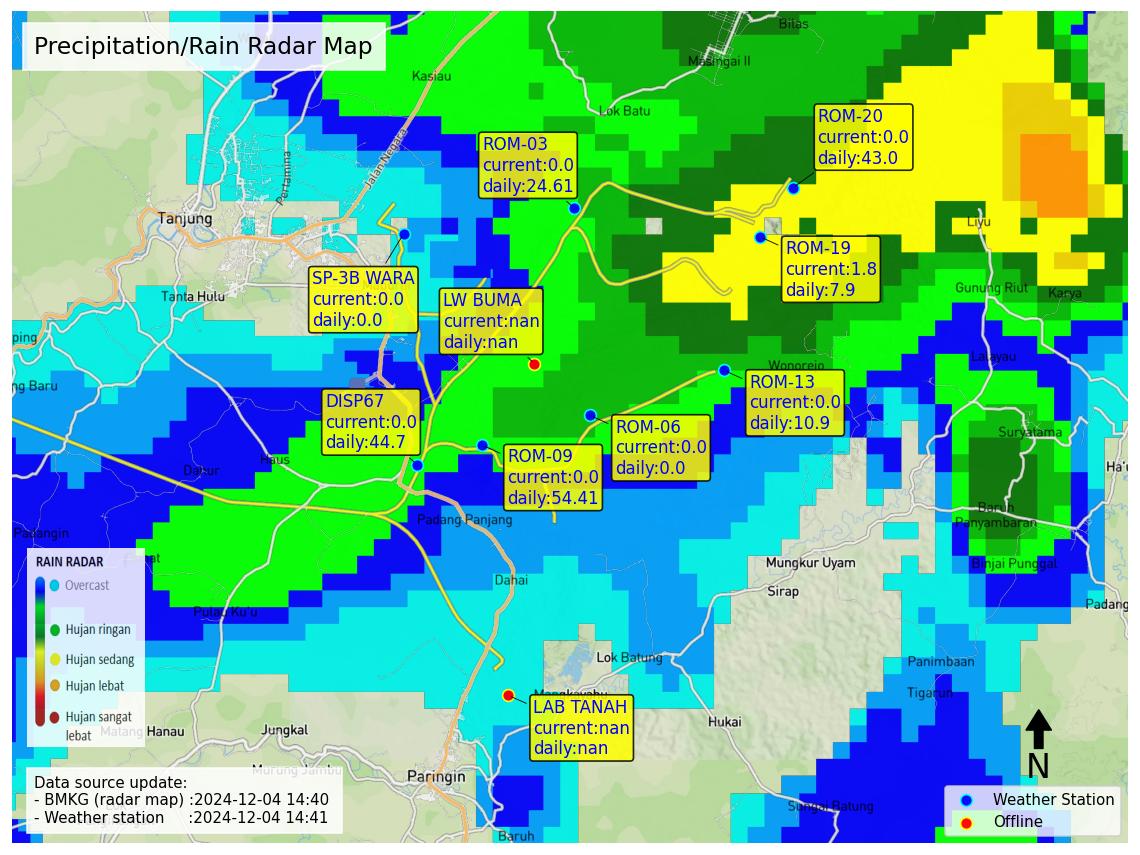 Precipitation/Rain Radar Map
Bilas
Masingai II
Kasiau
Lok Batu
Jalan Negara
Pertamina
Tanjung
Tanta Hulu
ROM-03
current:0.0
daily:24.61
ROM-20
current:0.0
daily:43.0
ROM-19
current:1.8
daily:7.9
SP-3B WARA
current:0.0
daily:0.0
LW BUMA
current:nan
daily:nan
Liyu
Gunung Riut
Karya
Lalayau
Wonorejo
ping
ng Baru
DISP67
current:0.0
daily:44.7
ROM-13
current:0.0
daily:10.9
ROM-06
current:0.0
daily:0.0
ROM-09
current:0.0
daily:54.41
Suryatama
Haus
Dahur
Ha'u
Baruh
Panyambaran
Padang Panjang
Padangin
Binjai Punggal
Mungkur Uyam
Dahai
Sirap
Padang
Pulau Ku'u
RAIN RADAR
Overcast
Hujan ringan
Hujan sedang
Hujan lebat
Hujan sangat
lebat
Lok Batung
Panimbaan
Tigarun
Mangkayahu
LAB TANAH
current:nan
daily:nan
Hukai
Matang Hanau
Jungkal
Murung Jambu
Paringin
Sungai Batung
Baruh
N
Data source update:
- BMKG (radar map) :2024-12-04 14:40
- Weather station :2024-12-04 14:41
Weather Station
Offline